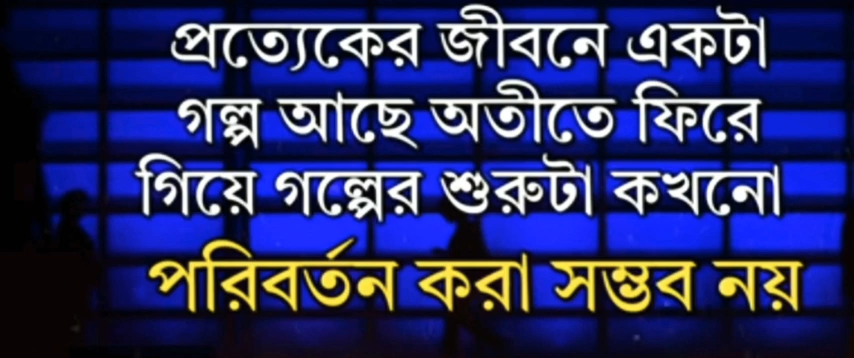 প্রত্যেকের জীবনে একটা
গল্প আছে অতীতে ফিরে
গিয়ে গল্পের শুরুটা কখনো
পরিবর্তন করা সম্ভব নয়